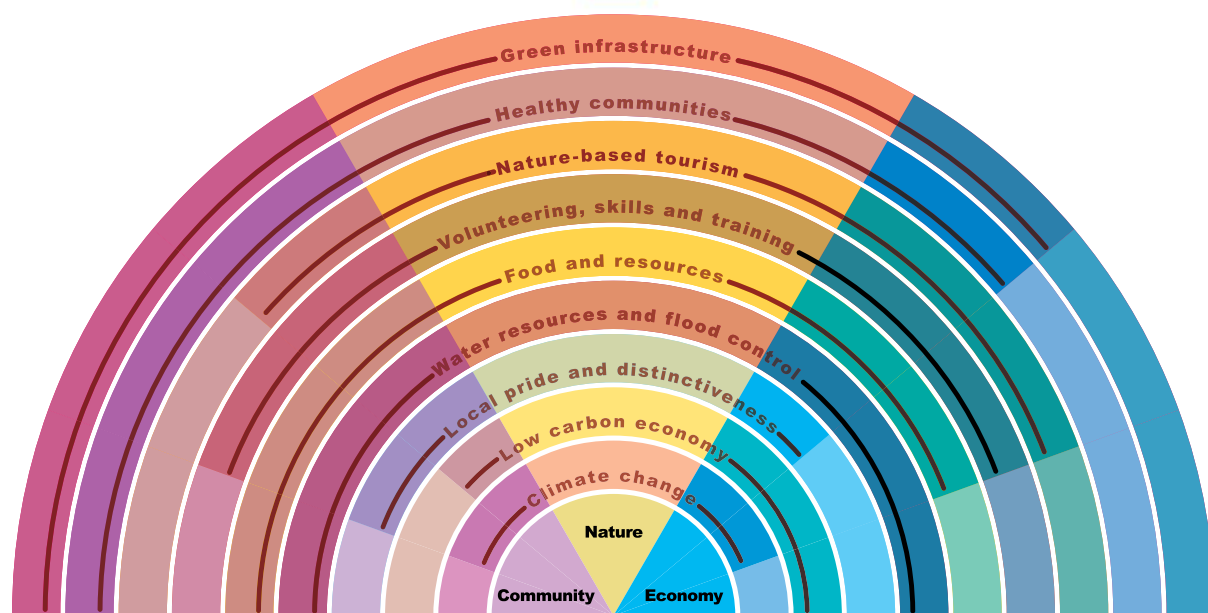 Green infrastructure
Healthy communities
Nature-based tourism
Volunteering, skills and training
Food and resources
Water resources and flood control
Local pride and distinctiveness
Low carbon economy
Climate change
Nature
Community
Economy